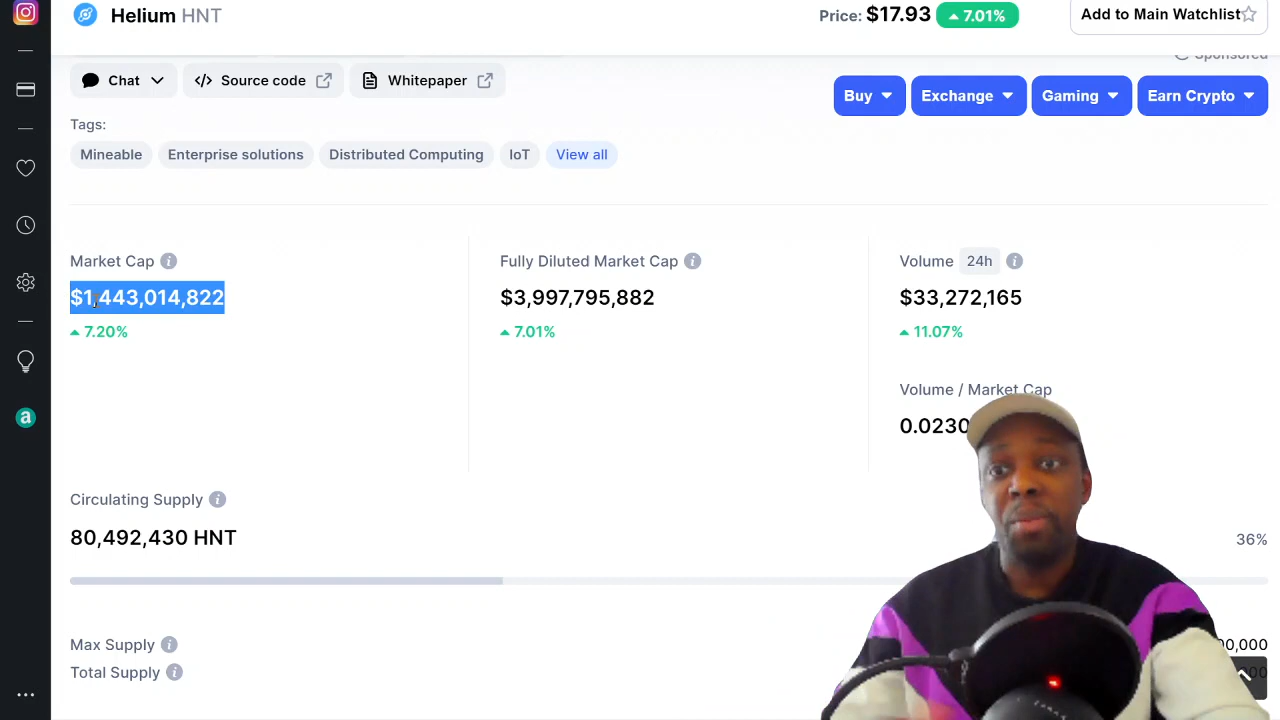 Helium HNT
Price: $17.93 7.01%
Add to Main Watchlist
Sponsored
Chat
Source code
Whitepaper
Buy
Exchange
Gaming
Earn Crypto
Tags:
Mineable
Enterprise solutions
Distributed Computing
IoT
View all
Market Cap
$1,443,014,822
7.20%
Fully Diluted Market Cap
$3,997,795,882
7.01%
Volume 24h
$33,272,165
11.07%
Volume / Market Cap
0.0230
Circulating Supply
80,492,430 HNT
36%
Max Supply
00,000
Total Supply
a